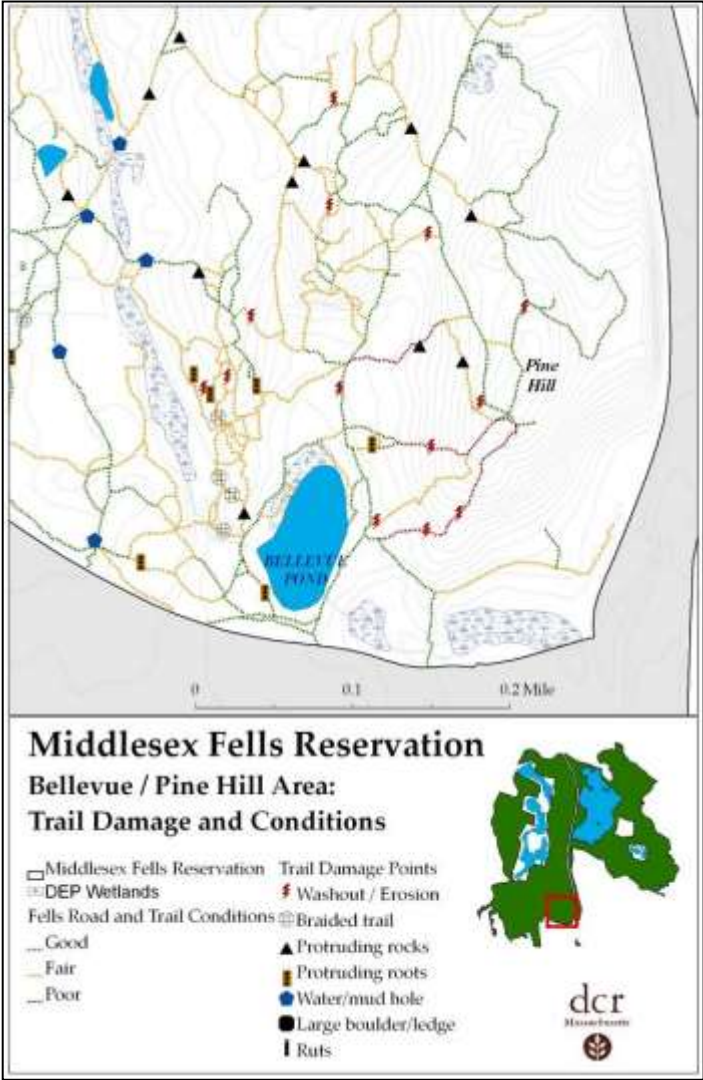 Pine
Hill
BELLEVUE
POND
0 0.1 0.2 Mile
Middlesex Fells Reservation
Bellevue / Pine Hill Area:
Trail Damage and Conditions
Middlesex Fells Reservation
DEP Wetlands
Fells Road and Trail Conditions
Good
Fair
Poor
Trail Damage Points
Washout / Erosion
Braided trail
Protruding rocks
Protruding roots
Water/mud hole
Large boulder/ledge
Ruts
dcr
Massachusetts